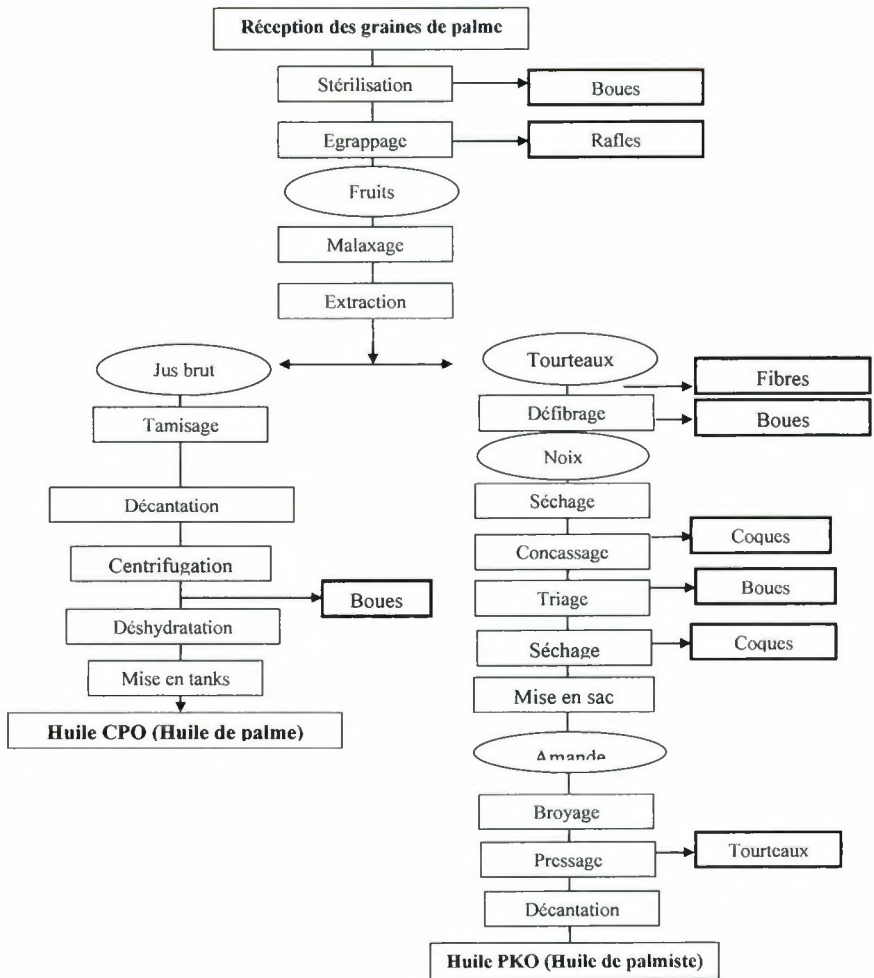 Réception des graines de palme
Stérilisation
Boues
Egrappage
Rafles
Fruits
Malaxage
Extraction
Jus brut
Tamisage
Décantation
Centrifugation
Boues
Déshydratation
Mise en tanks
Huile CPO (Huile de palme)
Tourteaux
Fibres
Défibrage
Boues
Noix
Séchage
Concassage
Coques
Triage
Boues
Séchage
Coques
Mise en sac
Amande
Broyage
Pressage
Tourteaux
Décantation
Huile PKO (Huile de palmiste)